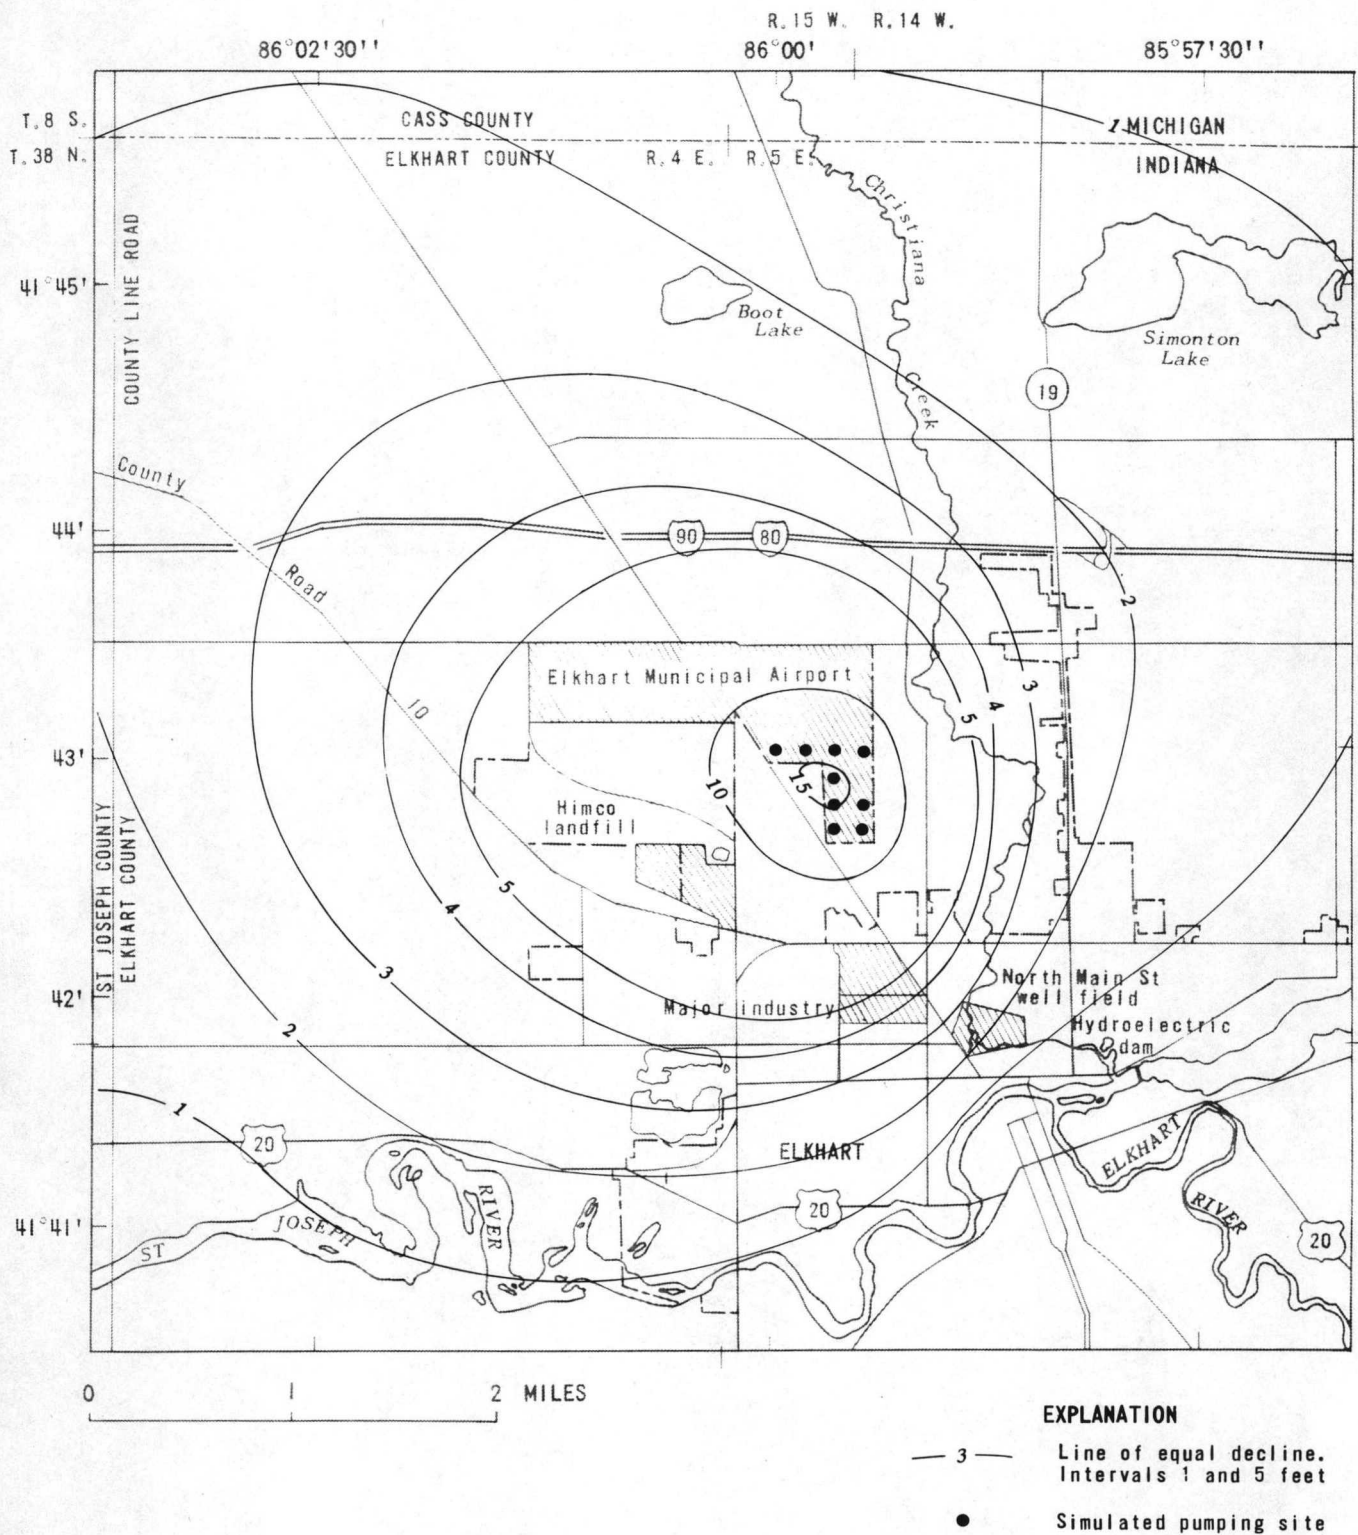 R.15 W. R.14 W.
86°02'30" 86°00' 85°57'30"
T.8 S.
T.38 N.
CASS COUNTY
ELKHART COUNTY R.4 E. R.5 E.
1 MICHIGAN
INDIANA
COUNTY LINE ROAD
Christiana
Creek
41°45'
Boot
Lake
Simonton
Lake
19
County
Road
10
44'
90 80
2
Elkhart Municipal Airport
3
4
5
43'
10
15
Himco
landfill
5
4
3
2
1
ST JOSEPH COUNTY
ELKHART COUNTY
42'
Major industry
North Main St
well field
Hydroelectric
dam
20
ELKHART
ELKHART
RIVER
20
20
41°41'
ST JOSEPH RIVER
0 1 2 MILES
EXPLANATION
3 Line of equal decline.
Intervals 1 and 5 feet
Simulated pumping site